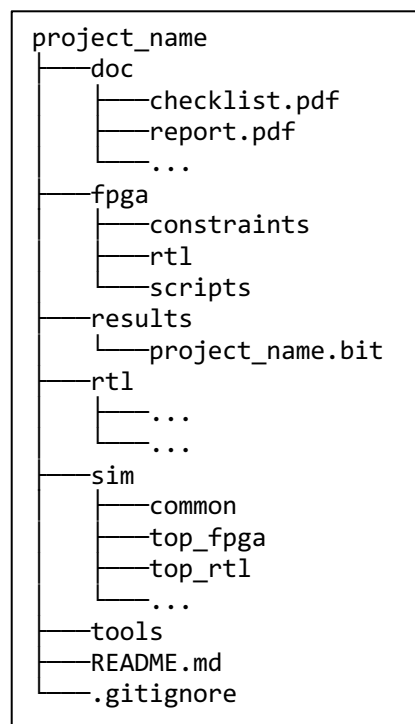 project_name
├───doc
│   ├───checklist.pdf
│   ├───report.pdf
│   └───...
├───fpga
│   ├───constraints
│   ├───rtl
│   └───scripts
├───results
│   └───project_name.bit
├───rtl
│   ├───...
│   └───...
├───sim
│   ├───common
│   ├───top_fpga
│   ├───top_rtl
│   └───...
├───tools
├───README.md
└───.gitignore